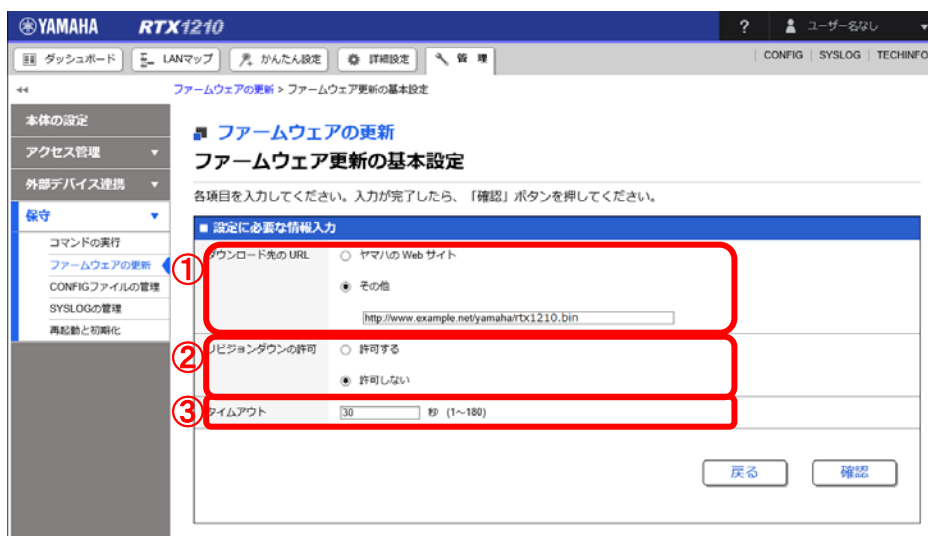 YAMAHA RTX1210 ? ユーザー名なし
ダッシュボード LANマップ かんたん設定 詳細設定 管理 CONFIG SYSLOG TECHINFO
ファームウェアの更新 > ファームウェア更新の基本設定
本体の設定
アクセス管理
外部デバイス連携
保守
コマンドの実行
ファームウェアの更新
CONFIGファイルの管理
SYSLOGの管理
再起動と初期化
ファームウェアの更新
ファームウェア更新の基本設定
各項目を入力してください。入力が完了したら、「確認」ボタンを押してください。
■ 設定に必要な情報入力
① ダウンロード先の URL ヤマハの Web サイト
その他
http://www.example.net/yamaha/rtx1210.bin
② リビジョンダウンの許可 許可する
許可しない
③ タイムアウト 30 秒 (1～180)
戻る 確認